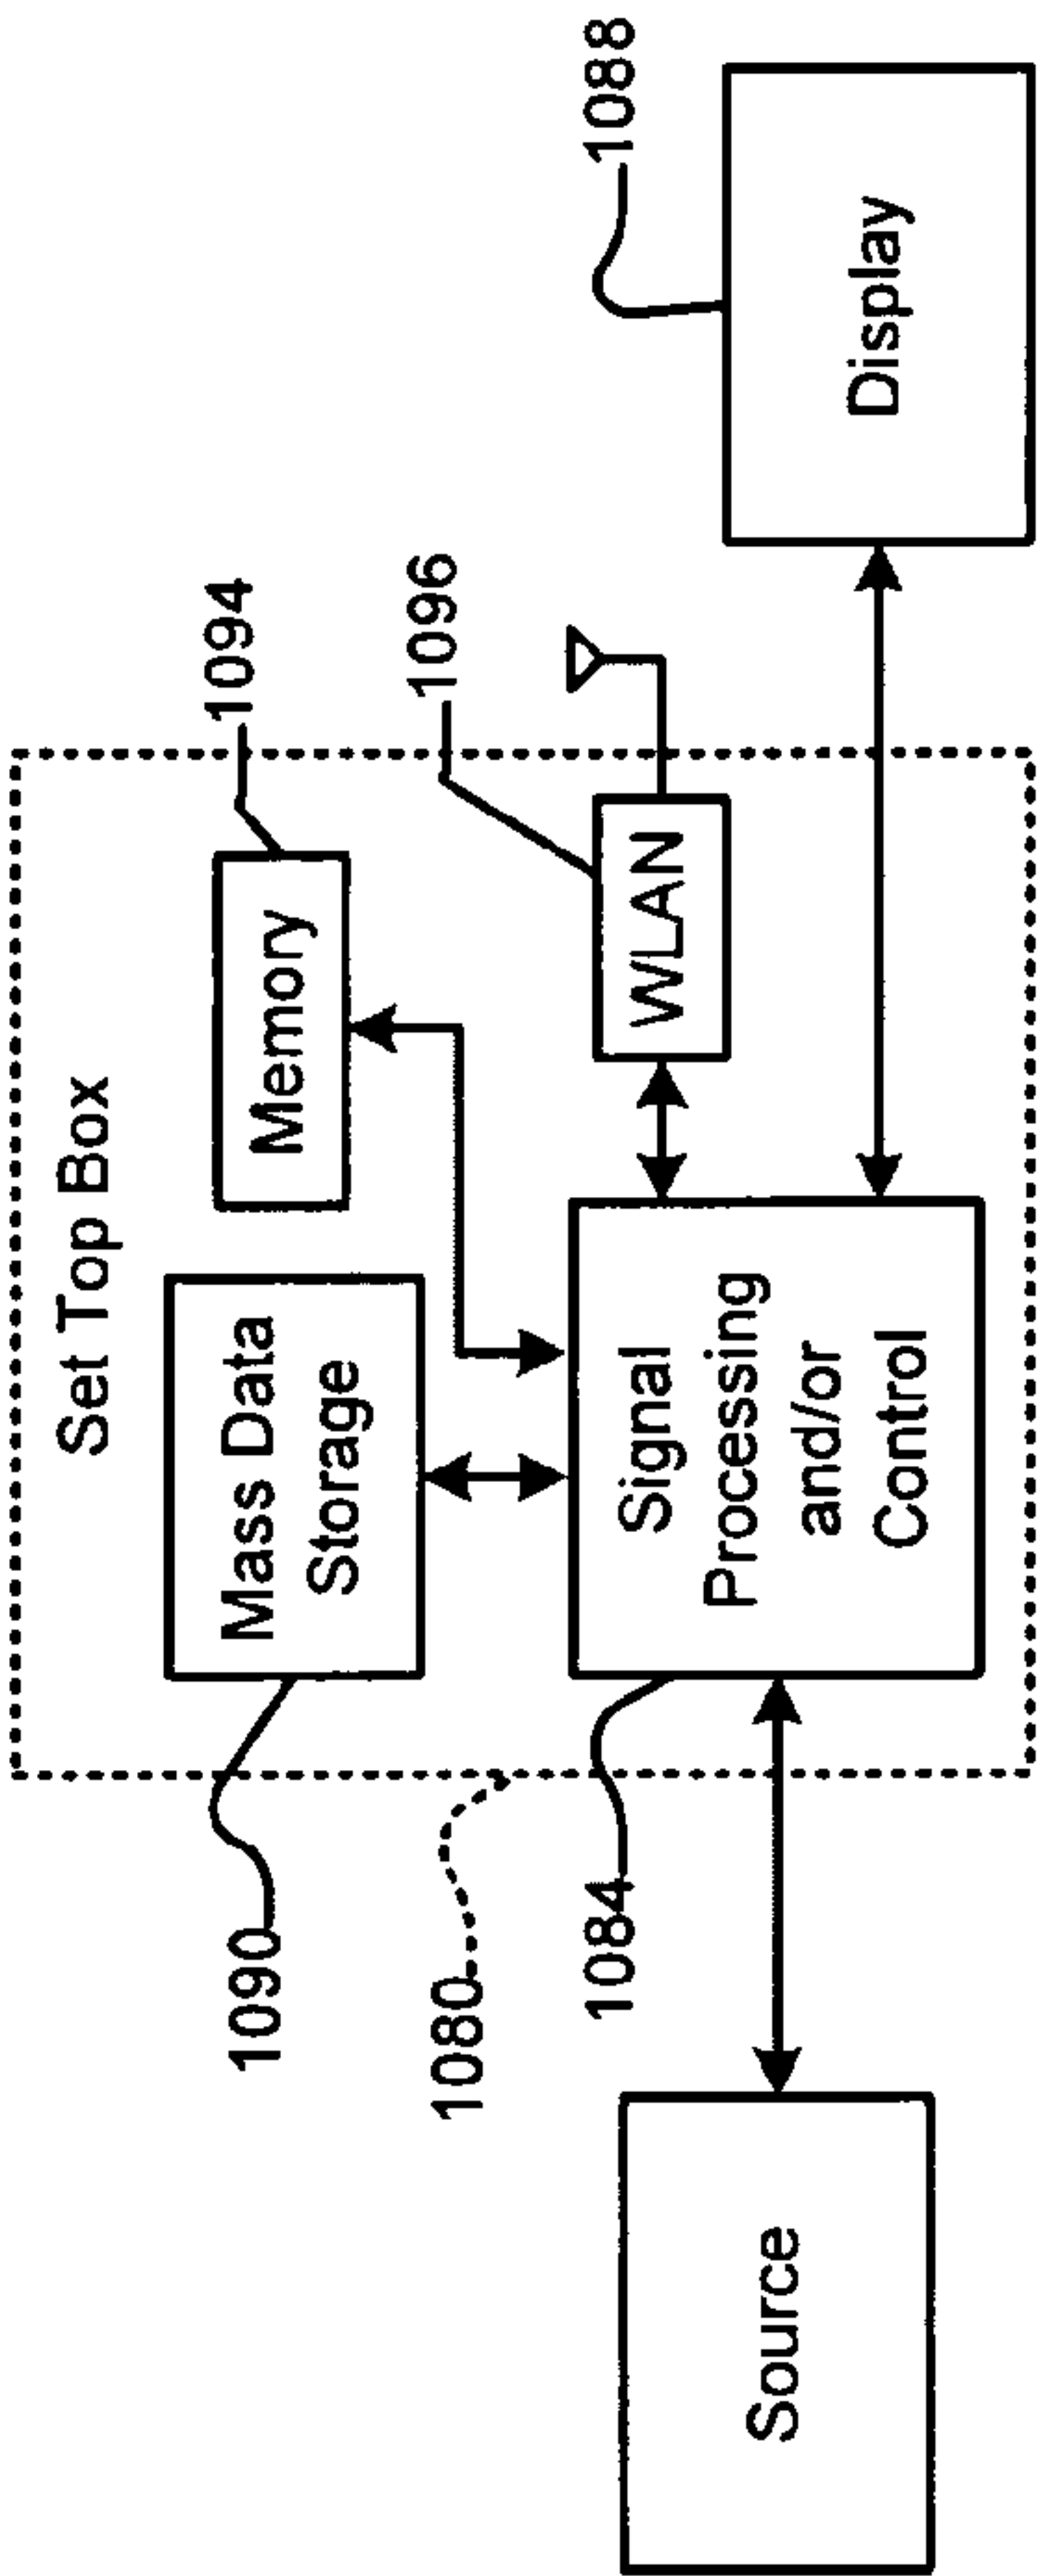 Set Top Box
1090
Mass Data
Storage
Memory
1094
1080
1096
1084
Signal
Processing
and/or
Control
WLAN
1088
Source
Display